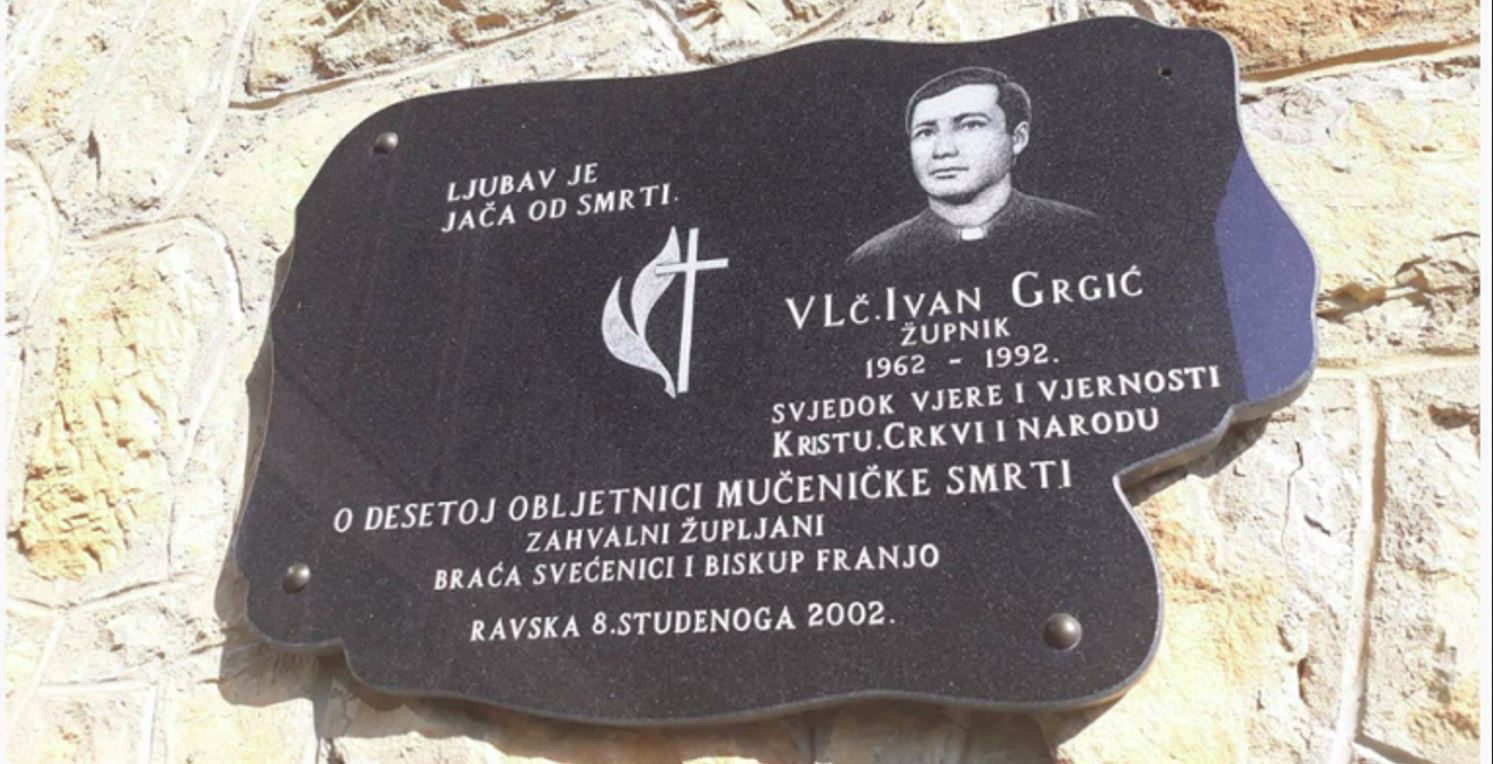 LJUBAV JE
JAČA OD SMRTI.
VLČ.IVAN GRGIĆ
ŽUPNIK
1962 - 1992.
SVJEDOK VJERE I VJERNOSTI
KRISTU.CRKVI I NARODU
O DESETOJ OBLJETNICI MUČENIČKE SMRTI
ZAHVALNI ŽUPLJANI
BRAĆA SVEĆENICI I BISKUP FRANJO
RAVSKA 8.STUDENOGA 2002.